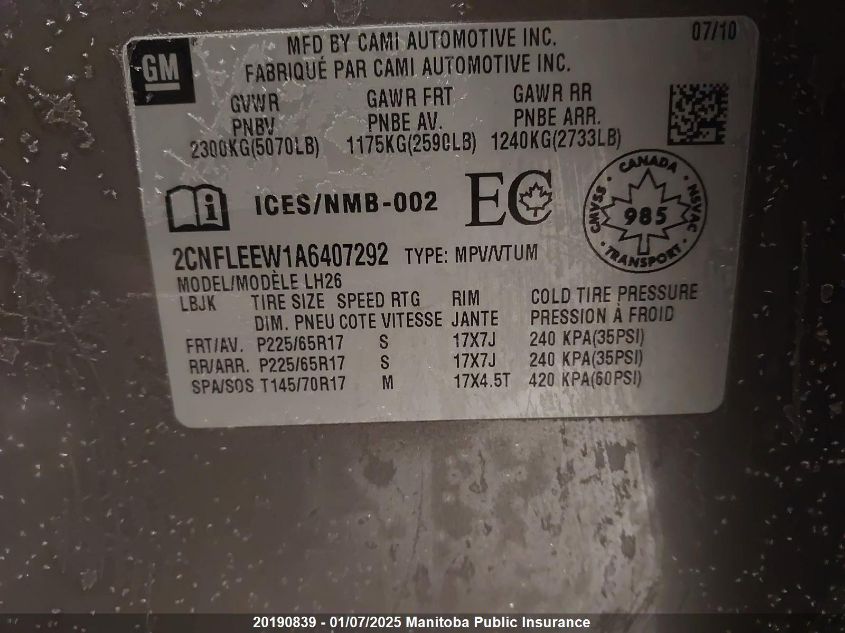 GM
MFD BY CAMI AUTOMOTIVE INC.
07/10
FABRIQUÉ PAR CAMI AUTOMOTIVE INC.
GVWR GAWR FRT GAWR RR
PNBV PNBE AV. PNBE ARR.
2300KG(5070LB) 1175KG(2590LB) 1240KG(2733LB)
i ICES/NMB-002 EC
CANADA CMVSS NSVAC 985 TRANSPORT
2CNFLEEW1A6407292 TYPE: MPV/VTUM
MODEL/MODÈLE LH26
LBJK TIRE SIZE SPEED RTG RIM COLD TIRE PRESSURE
DIM. PNEU COTE VITESSE JANTE PRESSION À FROID
FRT/AV. P225/65R17 S 17X7J 240 KPA(35PSI)
RR/ARR. P225/65R17 S 17X7J 240 KPA(35PSI)
SPA/SOS T145/70R17 M 17X4.5T 420 KPA(60PSI)
20190839 - 01/07/2025 Manitoba Public Insurance